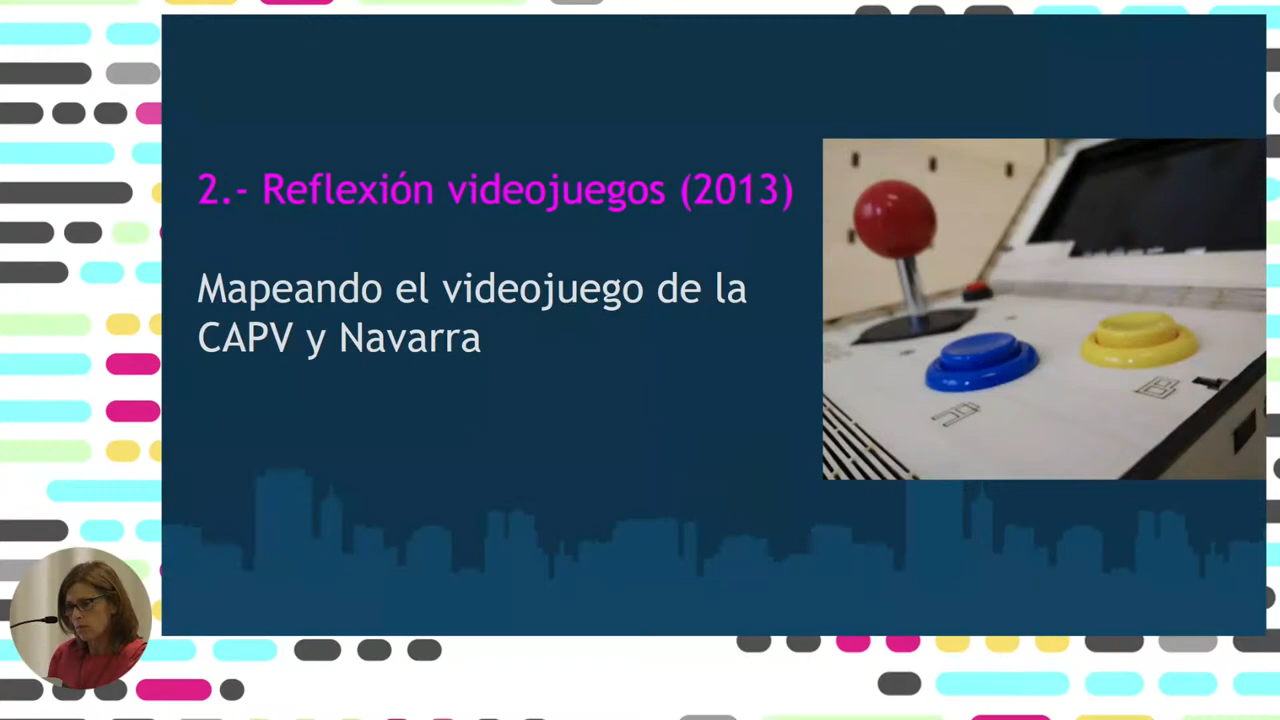 2.- Reflexión videojuegos (2013)
Mapeando el videojuego de la
CAPV y Navarra